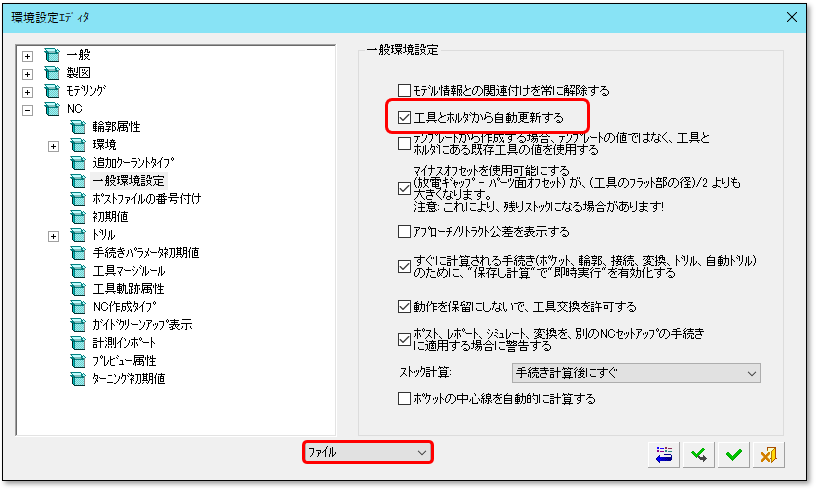 環境設定ｴﾃﾞｨﾀ
一般
製図
ﾓﾃﾞﾘﾝｸﾞ
NC
輪郭属性
環境
追加ｸｰﾗﾝﾄﾀｲﾌﾟ
一般環境設定
ﾎﾟｽﾄﾌｧｲﾙの番号付け
初期値
ﾄﾞﾘﾙ
手続きﾊﾟﾗﾒｰﾀ初期値
工具ﾏｰｼﾞﾙｰﾙ
工具軌跡属性
NC作成ﾀｲﾌﾟ
ｶﾞｲﾄﾞｸﾘｰﾝｱｯﾌﾟ表示
計測ｲﾝﾎﾟｰﾄ
ﾌﾟﾚﾋﾞｭｰ属性
ﾀｰﾆﾝｸﾞ初期値
一般環境設定
ﾓﾃﾞﾙ情報との関連付けを常に解除する
工具とﾎﾙﾀﾞから自動更新する
ﾃﾝﾌﾟﾚｰﾄから作成する場合、ﾃﾝﾌﾟﾚｰﾄの値ではなく、工具と
ﾎﾙﾀﾞにある既存工具の値を使用する
ﾏｲﾅｽｵﾌｾｯﾄを使用可能にする
(放電ｷﾞｬｯﾌﾟ - ﾊﾟｰﾂ面ｵﾌｾｯﾄ) が、(工具のﾌﾗｯﾄ部の径)/2 よりも
大きくなります。
注意: これにより、残りｽﾄｯｸになる場合があります!
ｱﾌﾟﾛｰﾁ/ﾘﾄﾗｸﾄ公差を表示する
すぐに計算される手続き(ﾎﾟｹｯﾄ、輪郭、接続、変換、ﾄﾞﾘﾙ、自動ﾄﾞﾘﾙ)
のために、"保存し計算"で"即時実行"を有効化する
動作を保留にしないで、工具交換を許可する
ﾎﾟｽﾄ、ﾚﾎﾟｰﾄ、ｼﾐｭﾚｰﾄ、変換を、別のNCｾｯﾄｱｯﾌﾟの手続き
に適用する場合に警告する
ｽﾄｯｸ計算:
手続き計算後にすぐ
ﾎﾟｹｯﾄの中心線を自動的に計算する
ﾌｧｲﾙ